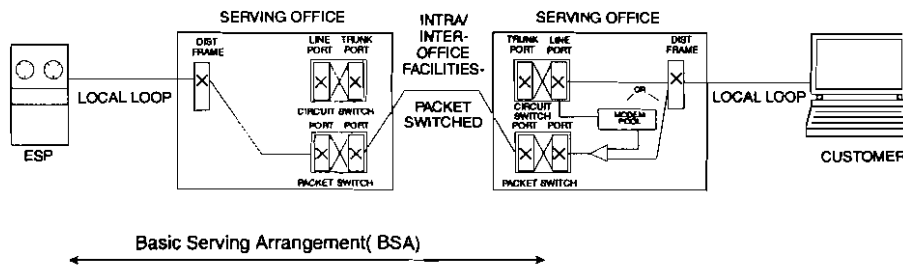 SERVING OFFICE
DIST
FRAME
LINE
PORT
TRUNK
PORT
CIRCUIT SWITCH
PORT
PORT
PACKET SWITCH
LOCAL LOOP
ESP
INTRA/
INTER-
OFFICE
FACILITIES-
PACKET
SWITCHED
SERVING OFFICE
TRUNK
PORT
LINE
PORT
DIST
FRAME
CIRCUIT
SWITCH
PORT
PORT
OR
MODEM
POOL
PACKET SWITCH
LOCAL LOOP
CUSTOMER
Basic Serving Arrangement( BSA)